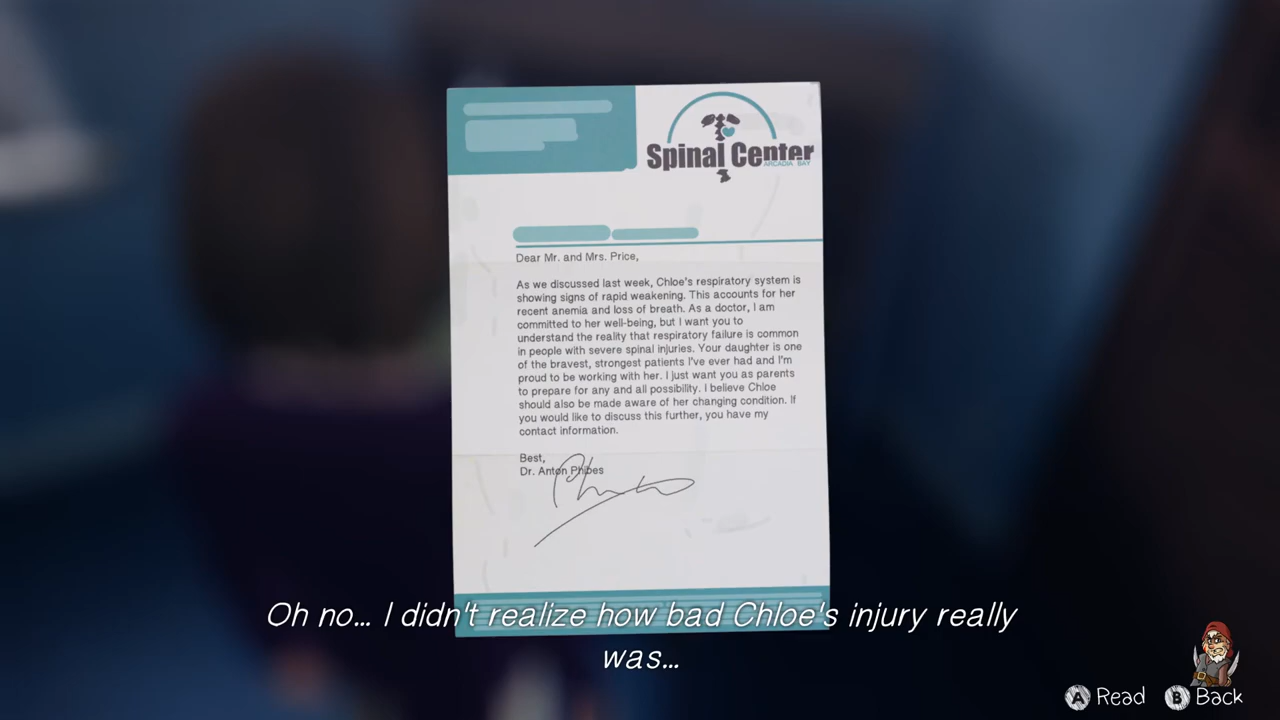 Spinal Center
ARCADIA BAY
Dear Mr. and Mrs. Price,
As we discussed last week, Chloe's respiratory system is
showing signs of rapid weakening. This accounts for her
recent anemia and loss of breath. As a doctor, I am
committed to her well-being, but I want you to
understand the reality that respiratory failure is common
in people with severe spinal injuries. Your daughter is one
of the bravest, strongest patients I've ever had and I'm
proud to be working with her. I just want you as parents
to prepare for any and all possibility. I believe Chloe
should also be made aware of her changing condition. If
you would like to discuss this further, you have my
contact information.
Best,
Dr. Anton Phibes
Oh no... I didn't realize how bad Chloe's injury really
was...
A Read B Back